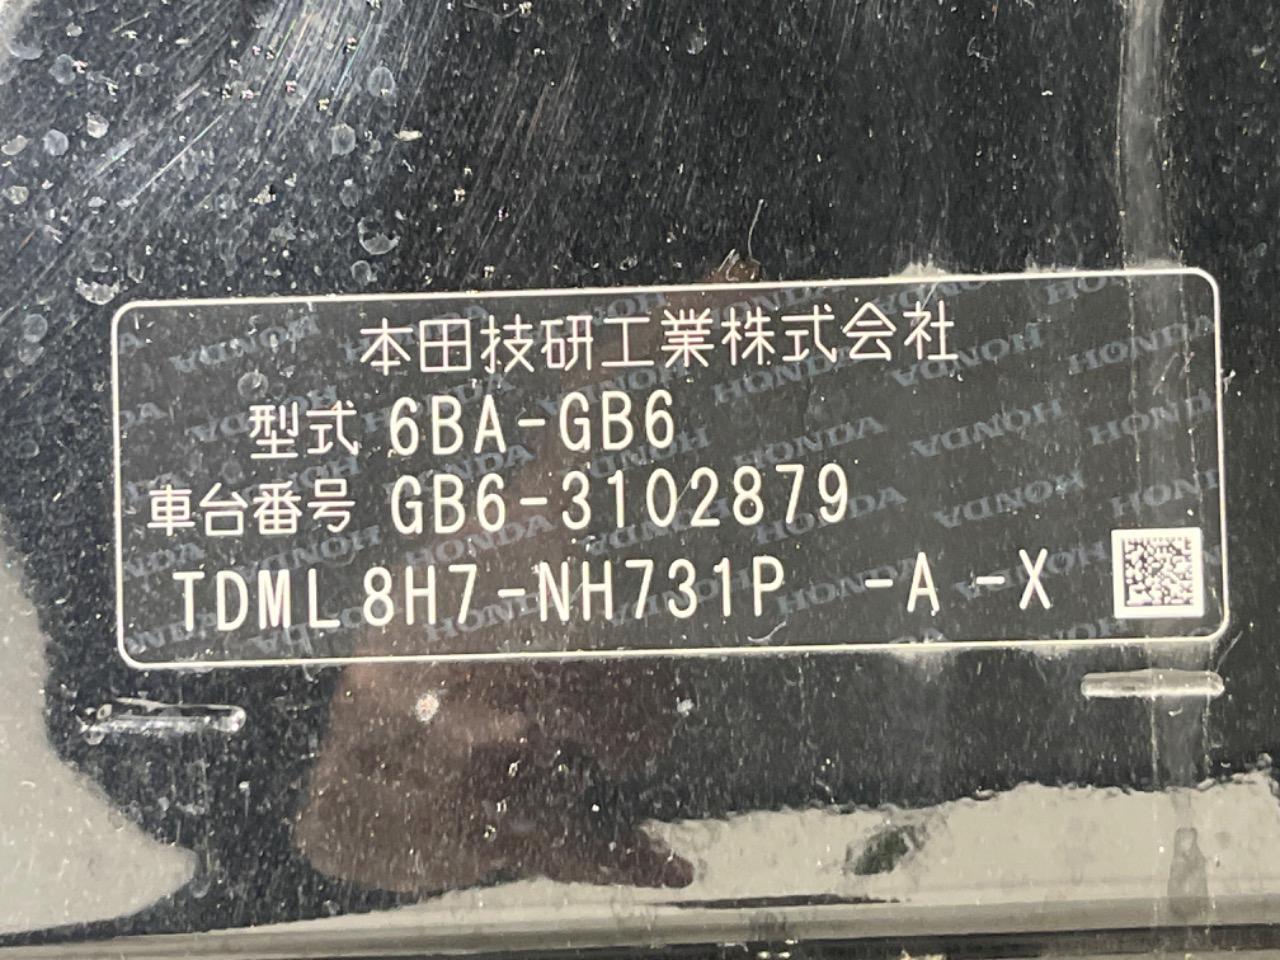 本田技研工業株式会社
型式 6BA-GB6
車台番号 GB6-3102879
TDML8H7-NH731P -A-X